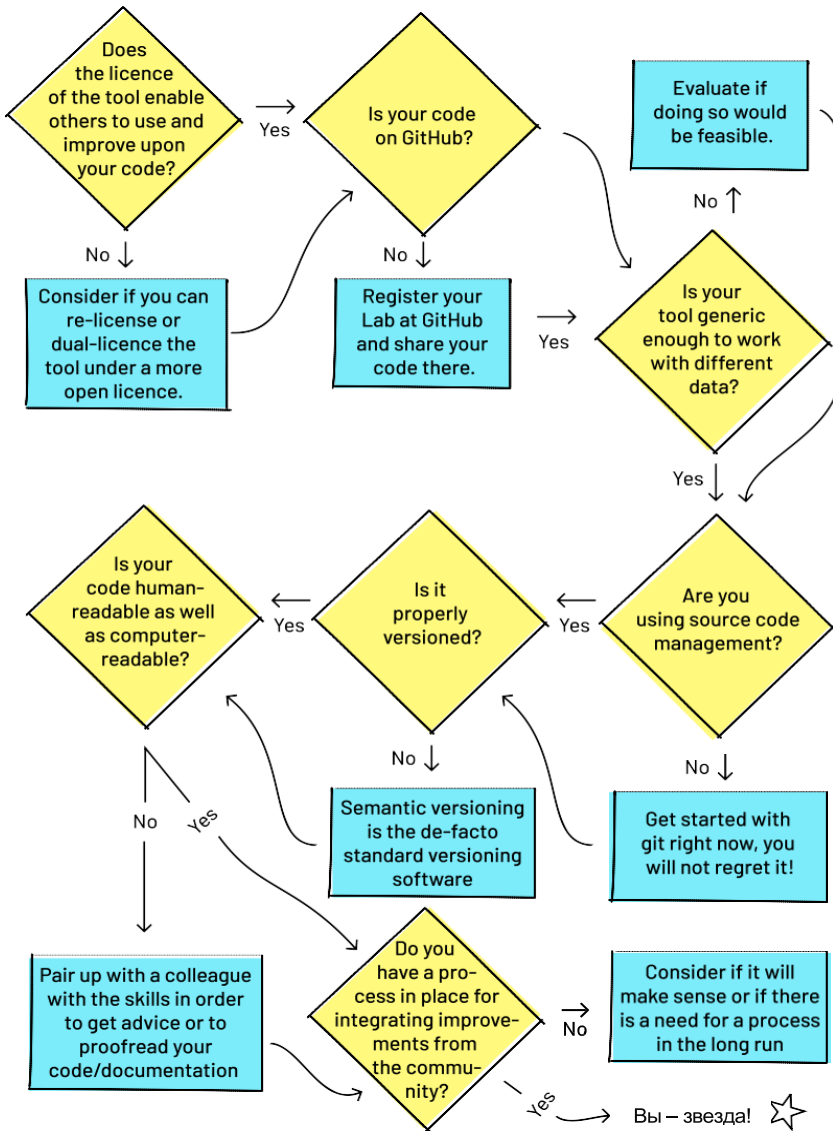 Does
the licence
of the tool enable
others to use and
improve upon
your code?
Yes
Is your code
on GitHub?
Evaluate if
doing so would
be feasible.
No
No
No
Consider if you can
re-license or
dual-licence the
tool under a more
open licence.
Register your
Lab at GitHub
and share your
code there.
Yes
Is your
tool generic
enough to work
with different
data?
Yes
Is your
code human-
readable as well
as computer-
readable?
Yes
Is it
properly
versioned?
Yes
Are you
using source code
management?
No
No
No
Yes
Semantic versioning
is the de-facto
standard versioning
software
Get started with
git right now, you
will not regret it!
Pair up with a colleague
with the skills in order
to get advice or to
proofread your
code/documentation
Do you
have a pro-
cess in place for
integrating improve-
ments from
the commu-
nity?
No
Consider if it will
make sense or if there
is a need for a process
in the long run
Yes
Вы – звезда!